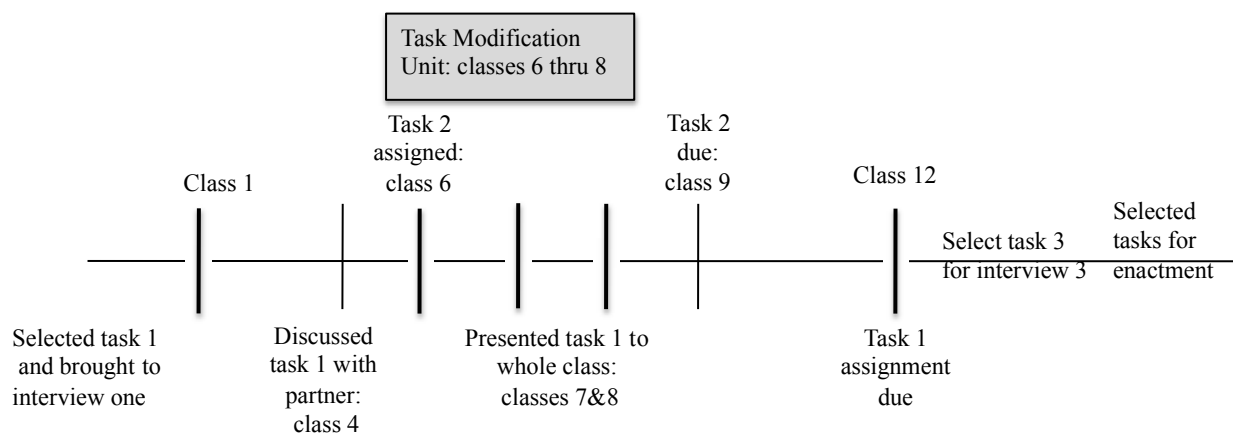 Task Modification
Unit: classes 6 thru 8
Task 2
assigned:
class 6
Task 2
due:
class 9
Class 1
Class 12
Select task 3
for interview 3
Selected
tasks for
enactment
Selected task 1
and brought to
interview one
Discussed
task 1 with
partner:
class 4
Presented task 1 to
whole class:
classes 7&8
Task 1
assignment
due